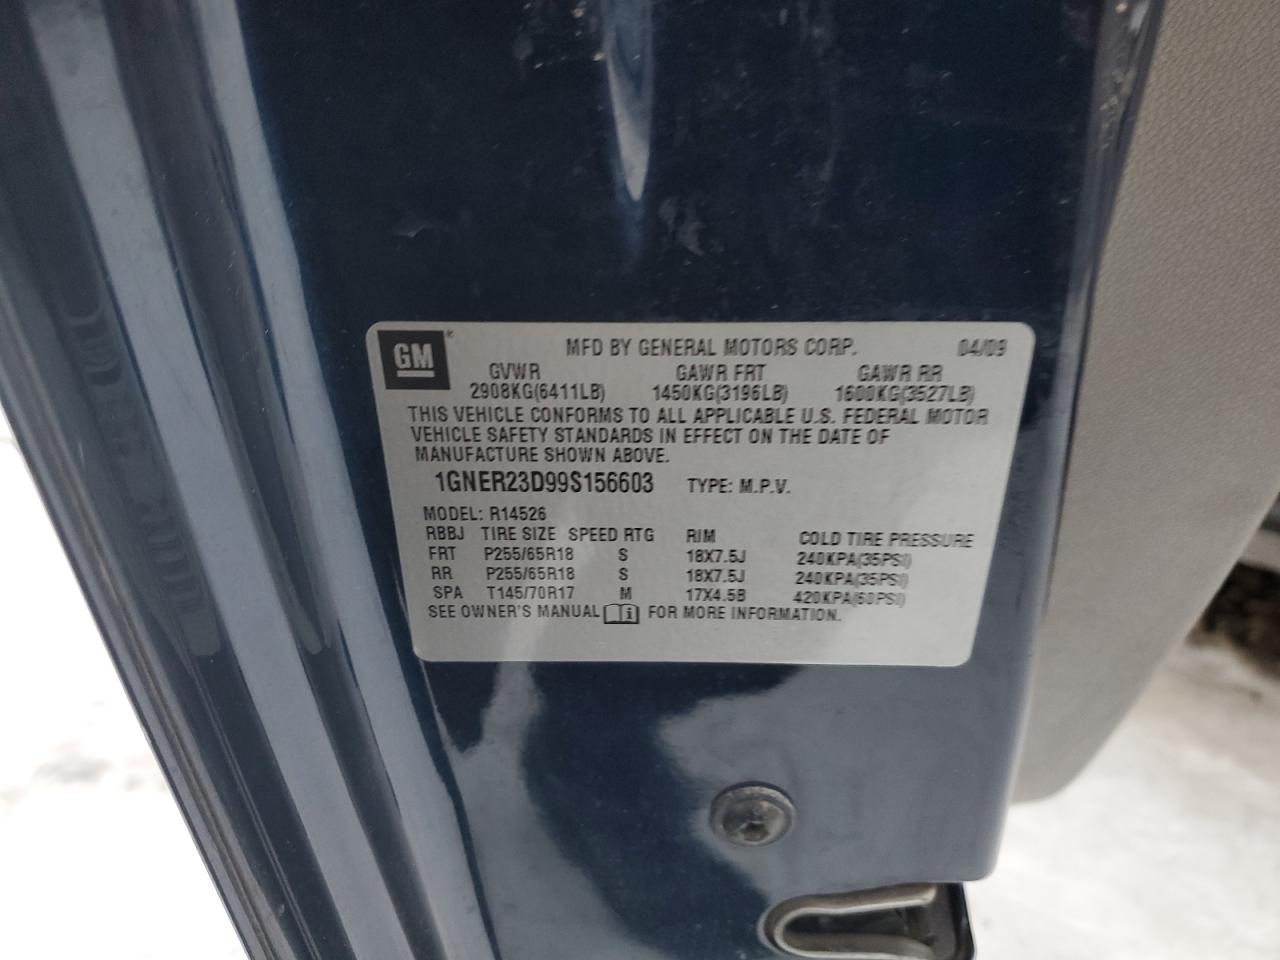 GM*
MFD BY GENERAL MOTORS CORP. 04/09
GVWR GAWR FRT GAWR RR
2908KG(6411LB) 1450KG(3196LB) 1600KG(3527LB)
THIS VEHICLE CONFORMS TO ALL APPLICABLE U.S. FEDERAL MOTOR
VEHICLE SAFETY STANDARDS IN EFFECT ON THE DATE OF
MANUFACTURE SHOWN ABOVE.
1GNER23D99S156603 TYPE: M.P.V.
MODEL: R14526
RBBJ TIRE SIZE SPEED RTG RIM COLD TIRE PRESSURE
FRT P255/65R18 S 18X7.5J 240KPA(35PSI)
RR P255/65R18 S 18X7.5J 240KPA(35PSI)
SPA T145/70R17 M 17X4.5B 420KPA(60PSI)
SEE OWNER'S MANUAL i FOR MORE INFORMATION.